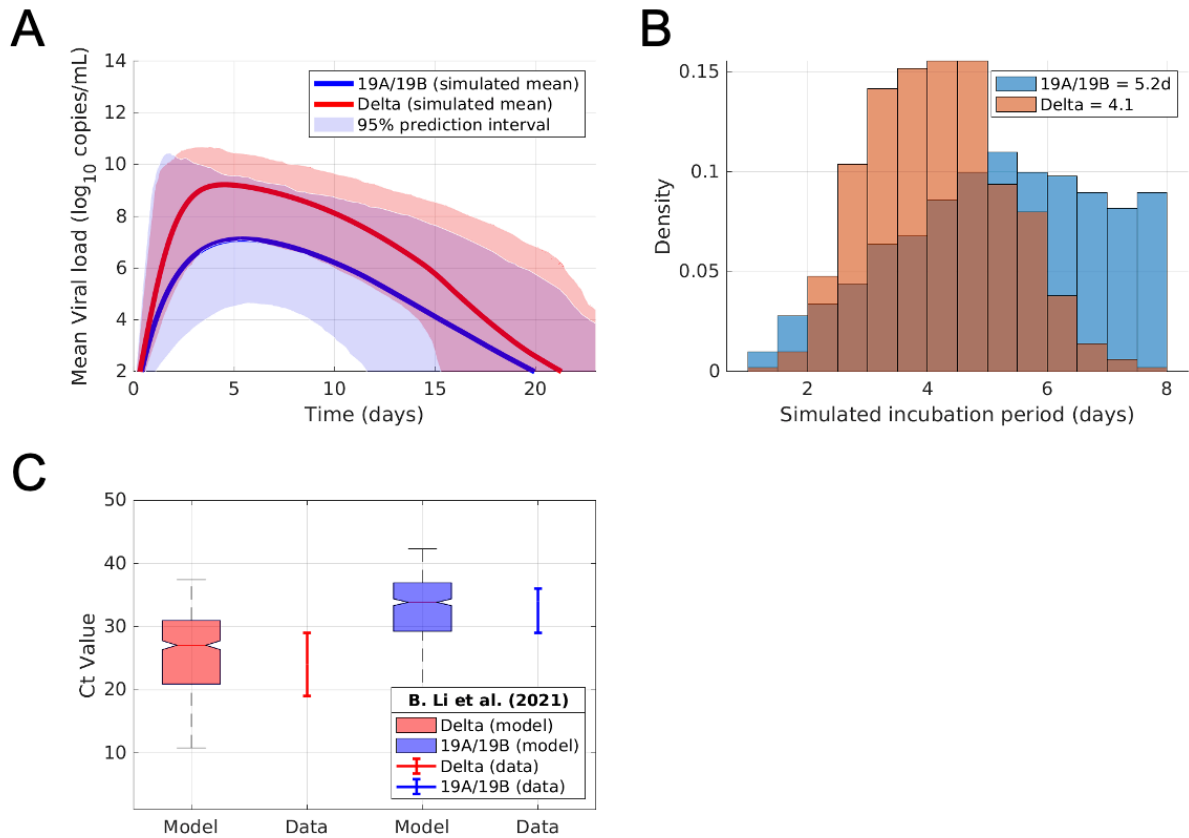 A
Mean Viral load (log10 copies/mL)
14
12
10
8
6
4
2
0
5
10
15
20
Time (days)
19A/19B (simulated mean)
Delta (simulated mean)
95% prediction interval
B
Density
0.15
0.1
0.05
0
2
4
6
8
Simulated incubation period (days)
19A/19B = 5.2d
Delta = 4.1
C
Ct Value
50
40
30
20
10
Model
Data
Model
Data
B. Li et al. (2021)
Delta (model)
19A/19B (model)
Delta (data)
19A/19B (data)